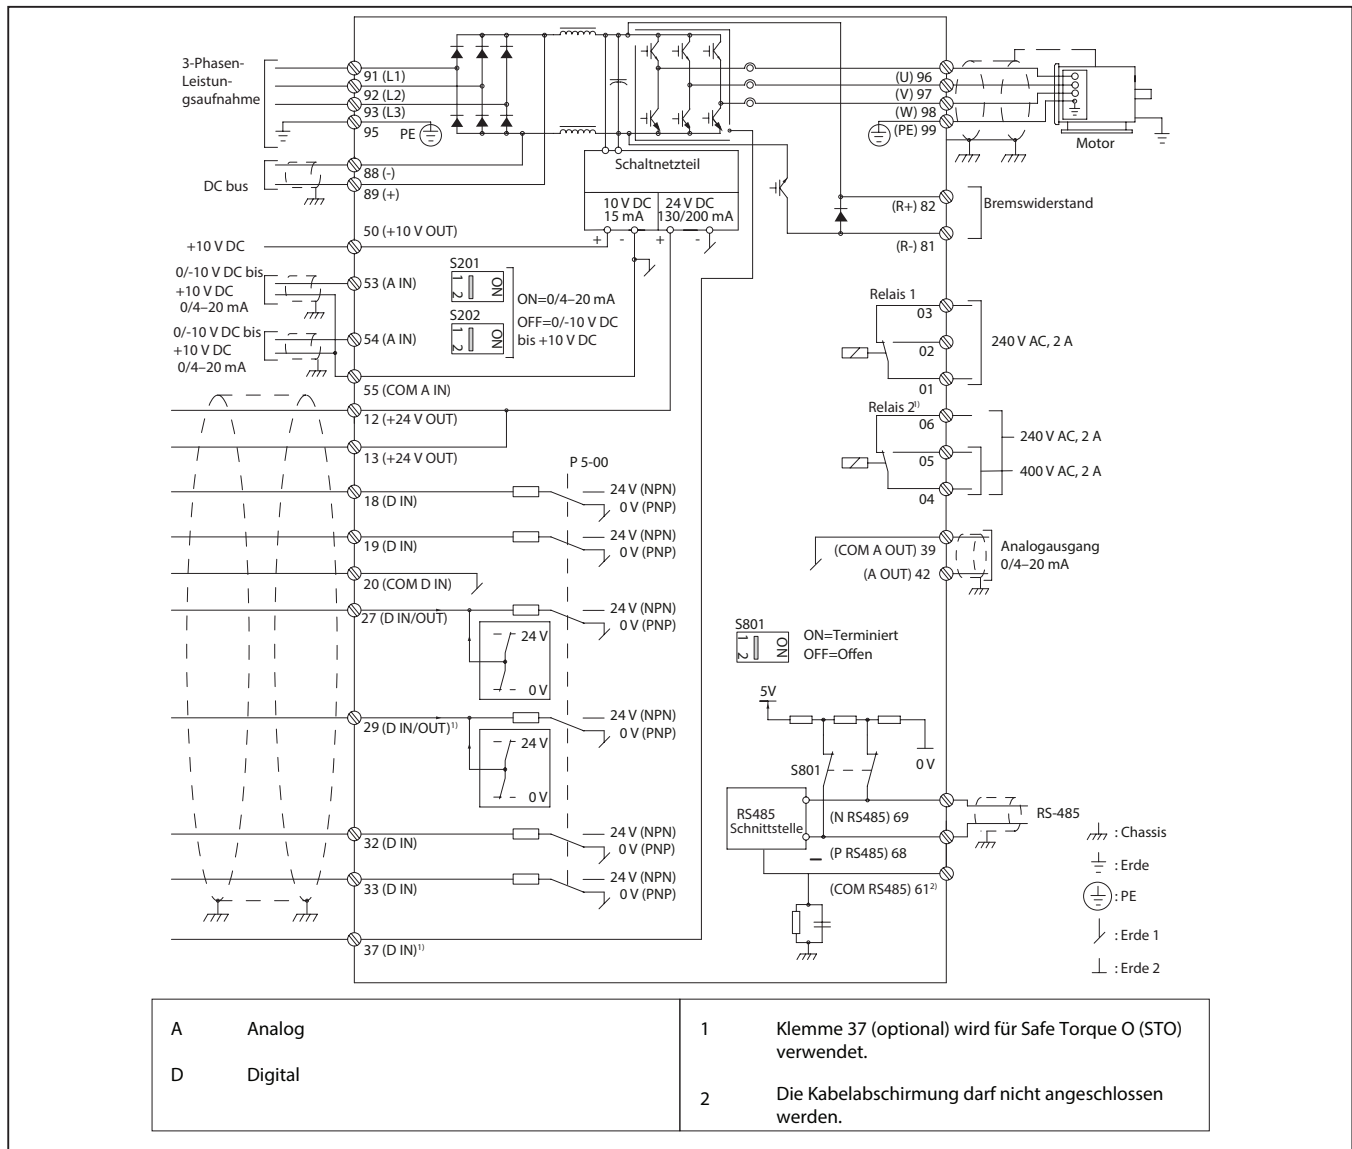 3-Phasen-
Leistun-
gsaufnahme
91 (L1)
92 (L2)
93 (L3)
95
PE
DC bus
88 (-)
89 (+)
50 (+10 V OUT)
+10 V DC
0/-10 V DC bis
+10 V DC
0/4–20 mA
53 (A IN)
0/-10 V DC bis
+10 V DC
0/4–20 mA
54 (A IN)
55 (COM A IN)
12 (+24 V OUT)
13 (+24 V OUT)
18 (D IN)
19 (D IN)
20 (COM D IN)
27 (D IN/OUT)
24 V
0 V
29 (D IN/OUT)1)
24 V
0 V
32 (D IN)
33 (D IN)
37 (D IN)1)
S201
1 2 ON
S202
1 2 ON
ON=0/4–20 mA
OFF=0/-10 V DC
bis +10 V DC
P 5-00
24 V (NPN)
0 V (PNP)
24 V (NPN)
0 V (PNP)
24 V (NPN)
0 V (PNP)
24 V (NPN)
0 V (PNP)
24 V (NPN)
0 V (PNP)
24 V (NPN)
0 V (PNP)
Schaltnetzteil
10 V DC
15 mA
24 V DC
130/200 mA
+ - + -
(U) 96
(V) 97
(W) 98
(PE) 99
Motor
(R+) 82
Bremswiderstand
(R-) 81
Relais 1
03
02
01
240 V AC, 2 A
Relais 21)
06
05
04
240 V AC, 2 A
400 V AC, 2 A
(COM A OUT) 39
(A OUT) 42
Analogausgang
0/4–20 mA
S801
1 2 ON
ON=Terminiert
OFF=Offen
5V
0 V
S801
RS485
Schnittstelle
(N RS485) 69
(P RS485) 68
(COM RS485) 612)
RS-485
: Chassis
: Erde
: PE
: Erde 1
: Erde 2
A Analog
D Digital
1 Klemme 37 (optional) wird für Safe Torque O (STO)
verwendet.
2 Die Kabelabschirmung darf nicht angeschlossen
werden.